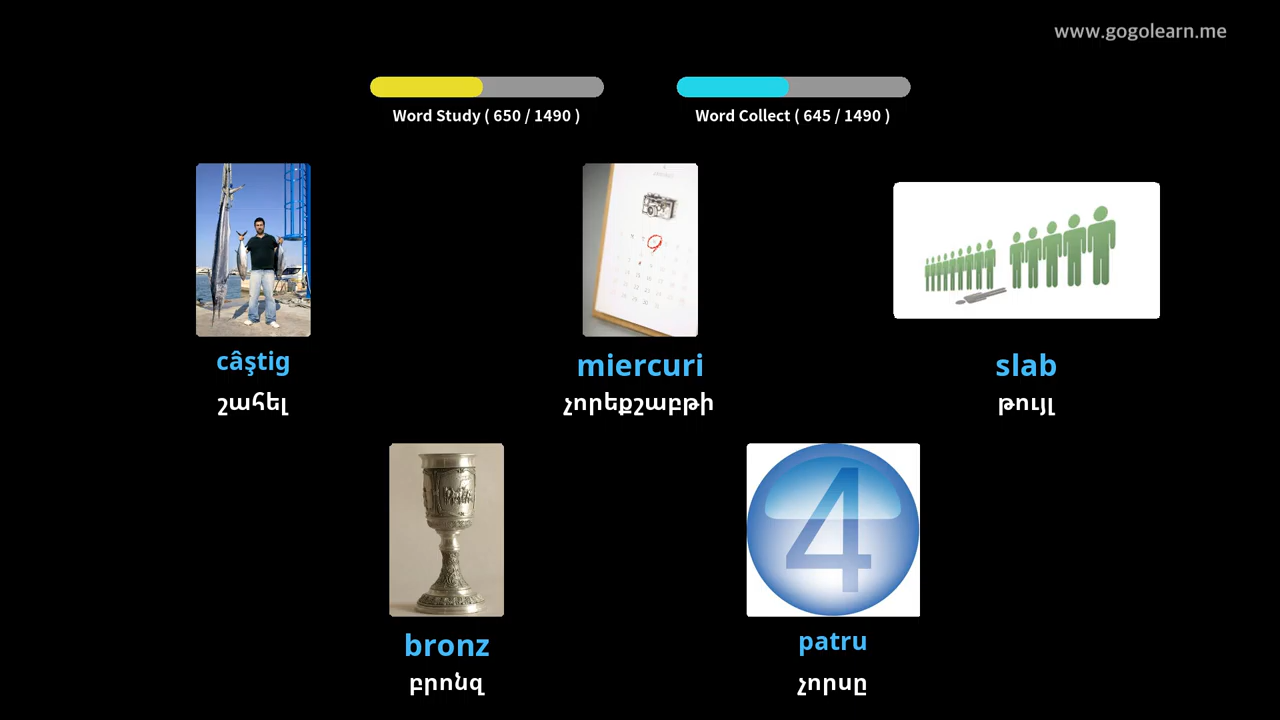 www.gogolearn.me
Word Study ( 650 / 1490 )
Word Collect ( 645 / 1490 )
câştig
շահել
miercuri
չորեքշաբթի
slab
թույլ
4
bronz
բրոնզ
patru
չորսը